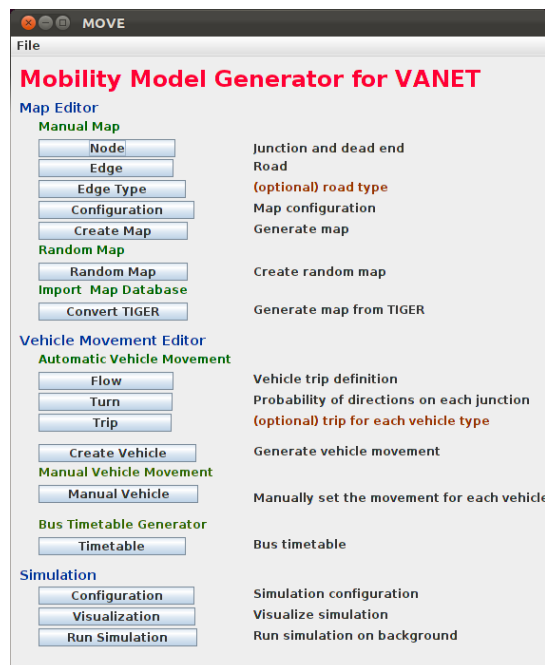 MOVE
File
Mobility Model Generator for VANET
Map Editor
Manual Map
Node Junction and dead end
Edge Road
Edge Type (optional) road type
Configuration Map configuration
Create Map Generate map
Random Map
Random Map Create random map
Import Map Database
Convert TIGER Generate map from TIGER
Vehicle Movement Editor
Automatic Vehicle Movement
Flow Vehicle trip definition
Turn Probability of directions on each junction
Trip (optional) trip for each vehicle type
Create Vehicle Generate vehicle movement
Manual Vehicle Movement
Manual Vehicle Manually set the movement for each vehicle
Bus Timetable Generator
Timetable Bus timetable
Simulation
Configuration Simulation configuration
Visualization Visualize simulation
Run Simulation Run simulation on background